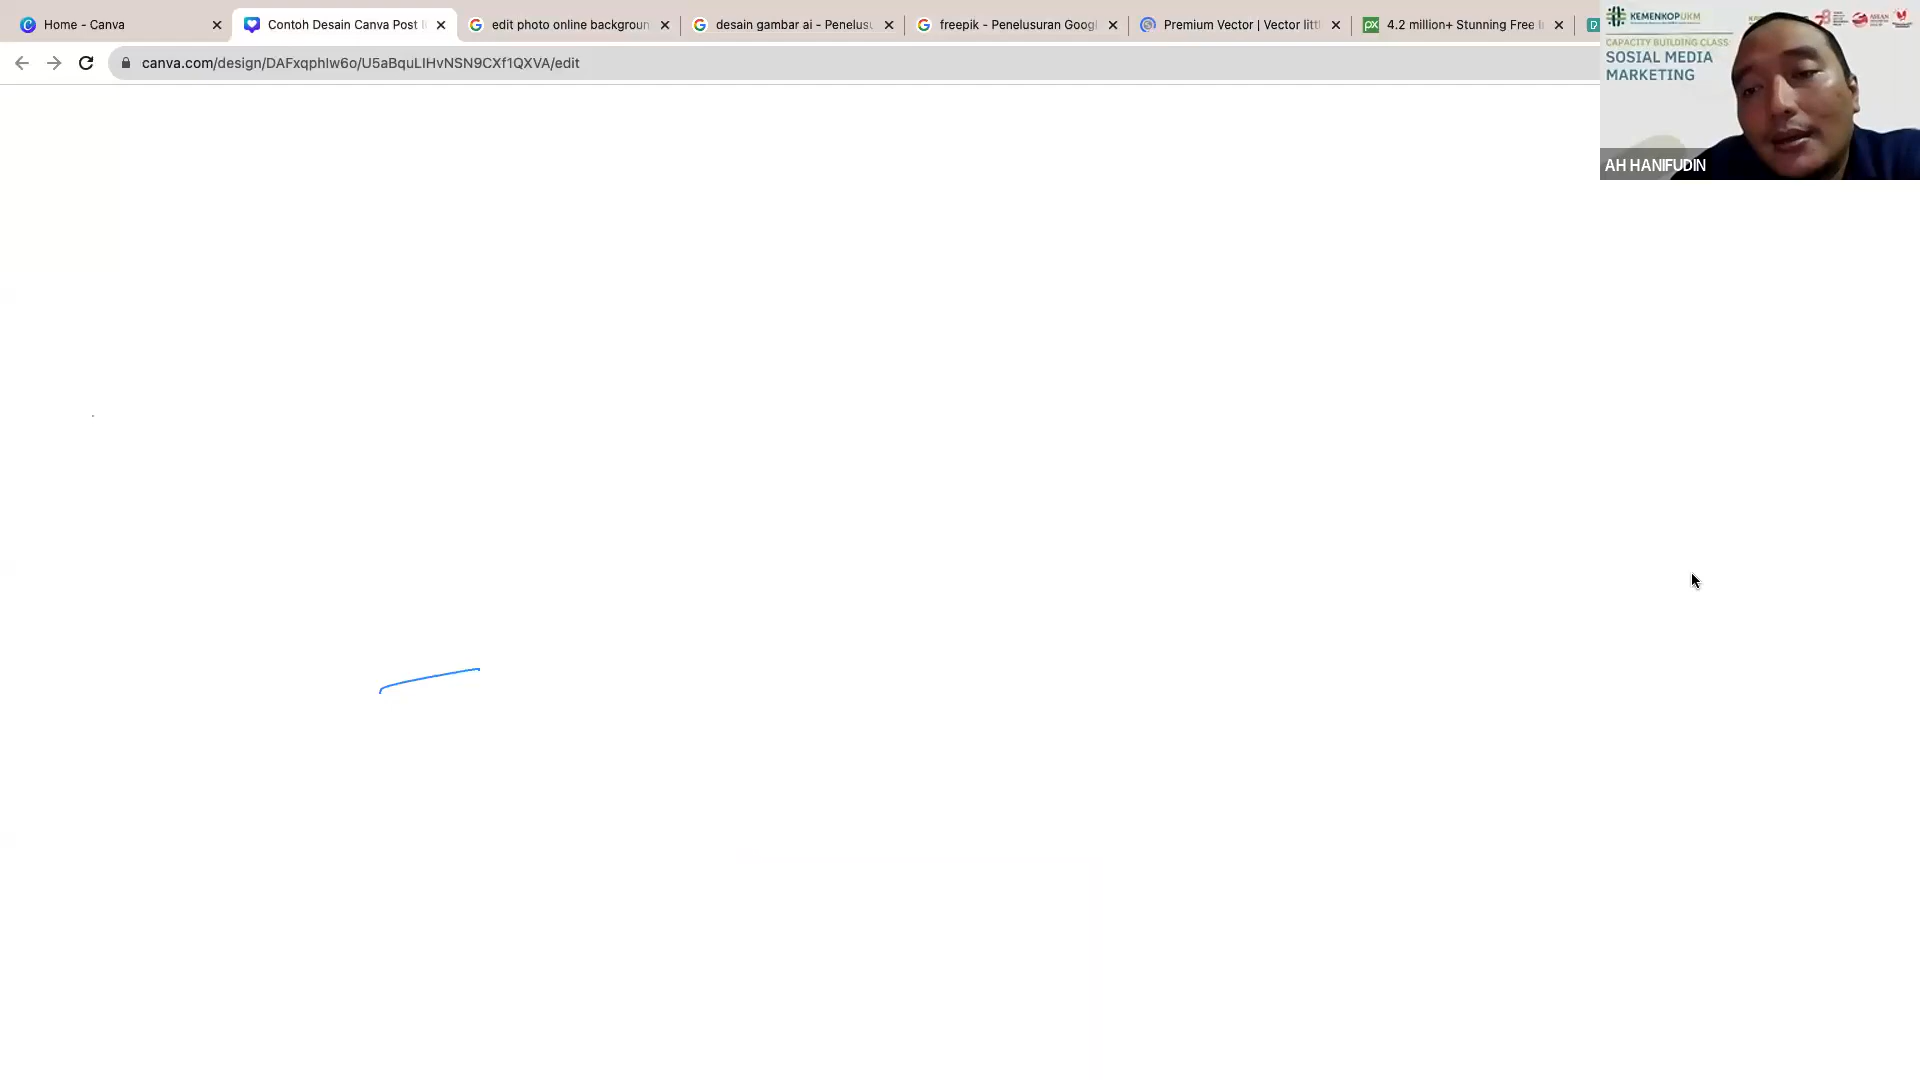 Home - Canva
Contoh Desain Canva Post I
edit photo online backgroun
desain gambar ai - Penelusu
freepik - Penelusuran Googl
Premium Vector | Vector littl
4.2 million+ Stunning Free I
canva.com/design/DAFxqphlw6o/U5aBquLIHvNSN9CXf1QXVA/edit
KEMENKOPUKM
CAPACITY BUILDING CLASS
SOSIAL MEDIA
MARKETING
AH HANIFUDIN